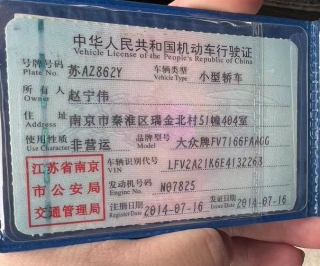 中华人民共和国机动车行驶证
Vehicle License of the People's Republic of China
号牌号码 苏AZ862Y 车辆类型 小型轿车
Plate No. Vehicle Type
所有人 赵宁伟
Owner
住址 南京市秦淮区瑞金北村51幢404室
Address
使用性质 非营运 品牌型号 大众牌FV7166FAAGG
Use Character Model
江苏省南京
市公安局
交通管理局
车辆识别代号 LFV2A21K6E4132263
VIN
发动机号码 N07825
Engine No.
注册日期 2014-07-16 发证日期 2014-07-16
Register Date Issue Date